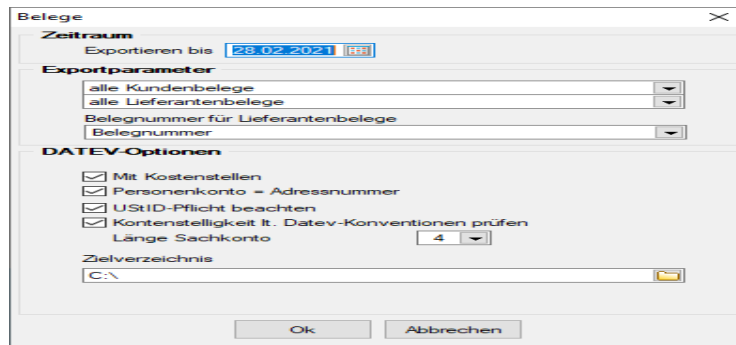 Belege
Zeitraum
Exportieren bis 28.02.2021
Exportparameter
alle Kundenbelege
alle Lieferantenbelege
Belegnummer für Lieferantenbelege
Belegnummer
DATEV-Optionen
Mit Kostenstellen
Personenkonto = Adressnummer
UStID-Pflicht beachten
Kontenstelligkeit lt. Datev-Konventionen prüfen
Länge Sachkonto 4
Zielverzeichnis
C:\
Ok Abbrechen